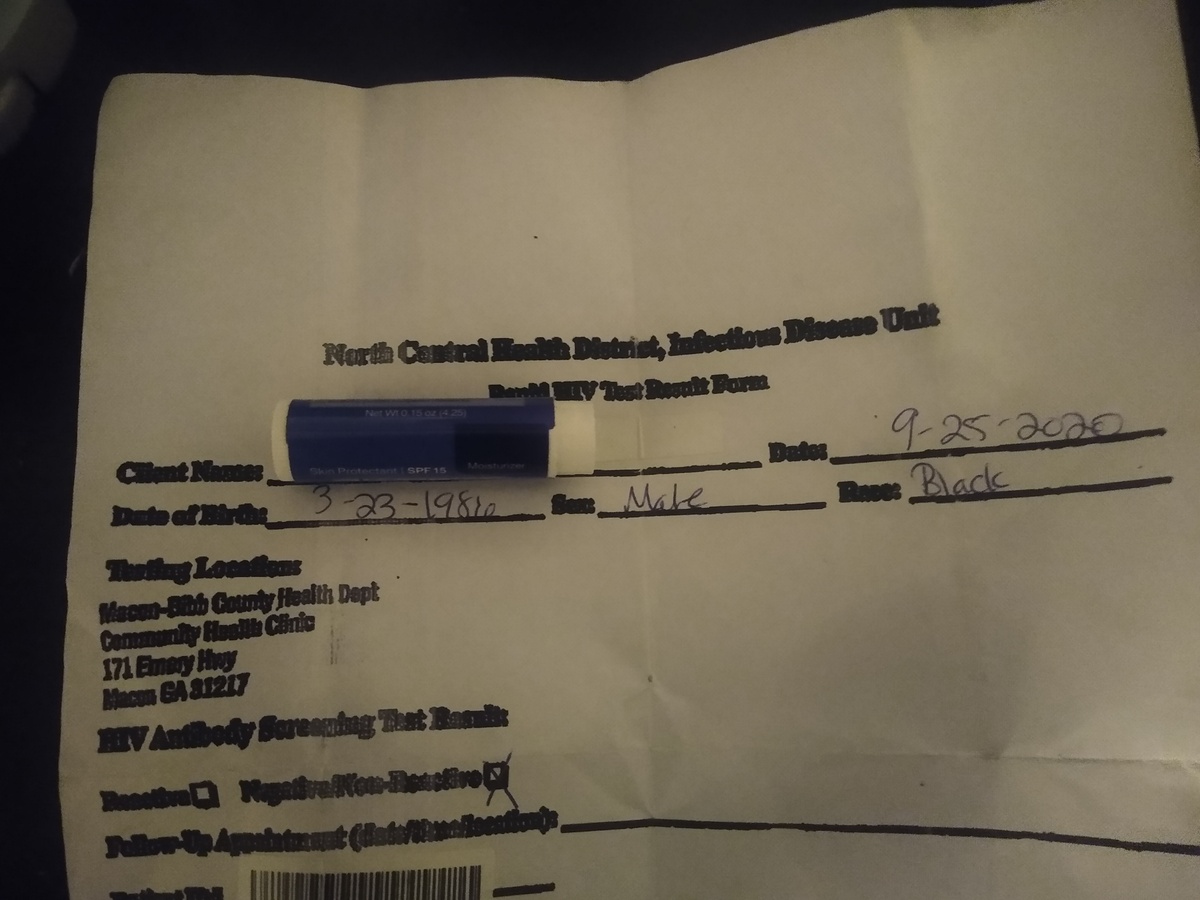 North Central Health District, Infectious Disease Unit
Rapid HIV Test Result Form
Net Wt 0.15 oz (4.25)
Skin Protectant | SPF 15 Moisturizer
Client Name: Date: 9-25-2020
Date of Birth: 3-23-1986 Sex: Male Race: Black
Testing Location:
Macon-Bibb County Health Dept
Community Health Clinic
171 Emery Hwy
Macon GA 31217
HIV Antibody Screening Test Result:
Reactive Negative/Non-Reactive
Follow-Up Appointment (date/time/location):